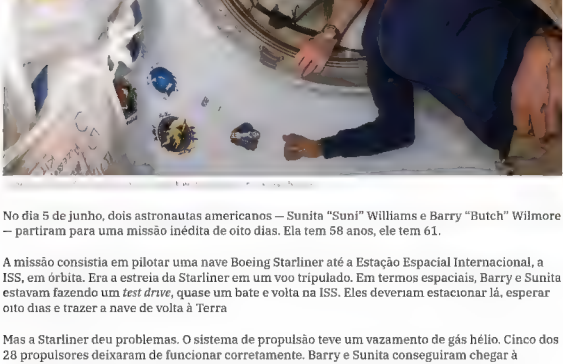 No dia 5 de junho, dois astronautas americanos — Sunita “Suni” Williams e Barry “Butch” Wilmore
— partiram para uma missão inédita de oito dias. Ela tem 58 anos, ele tem 61.
A missão consistia em pilotar uma nave Boeing Starliner até a Estação Espacial Internacional, a
ISS, em órbita. Era a estreia da Starliner em um voo tripulado. Em termos espaciais, Barry e Sunita
estavam fazendo um test drive, quase um bate e volta na ISS. Eles deveriam estacionar lá, esperar
oito dias e trazer a nave de volta à Terra
Mas a Starliner deu problemas. O sistema de propulsão teve um vazamento de gás hélio. Cinco dos
28 propulsores deixaram de funcionar corretamente. Barry e Sunita conseguiram chegar à